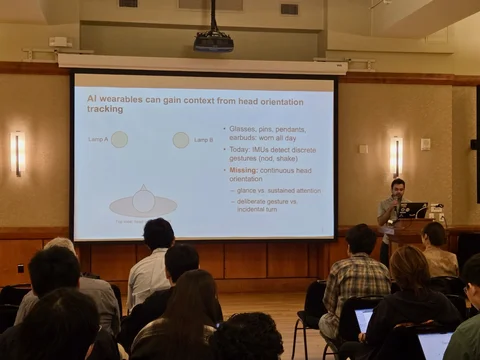 AI wearables can gain context from head orientation
tracking
Lamp A
Lamp B
• Glasses, pins, pendants,
earbuds: worn all day
• Today: IMUs detect discrete
gestures (nod, shake)
• Missing: continuous head
orientation
– glance vs. sustained attention
– deliberate gesture vs.
incidental turn